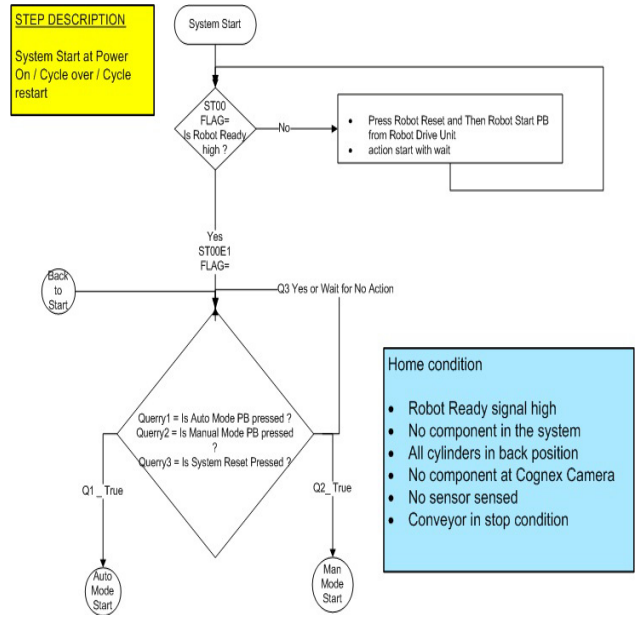 STEP DESCRIPTION
System Start at Power
On / Cycle over / Cycle
restart
System Start
ST00
FLAG=
Is Robot Ready
high ?
No
• Press Robot Reset and Then Robot Start PB
from Robot Drive Unit
• action start with wait
Yes
ST00E1
FLAG=
Back
to
Start
Q3 Yes or Wait for No Action
Querry1 = Is Auto Mode PB pressed ?
Querry2 = Is Manual Mode PB pressed
?
Querry3 = Is System Reset Pressed ?
Q1_ True
Q2_ True
Auto
Mode
Start
Man
Mode
Start
Home condition
• Robot Ready signal high
• No component in the system
• All cylinders in back position
• No component at Cognex Camera
• No sensor sensed
• Conveyor in stop condition